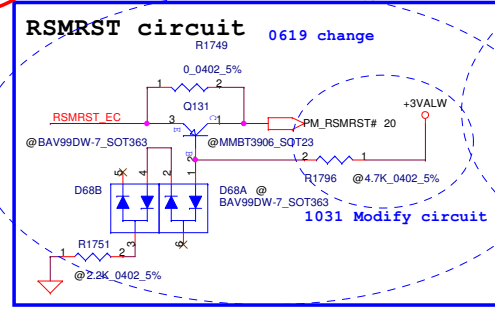 RSMRST circuit
0619 change
R1749
1
2
0_0402_5%
+3VALW
Q131
RSMRST_EC
3
1
E
C
B
PM_RSMRST# 20
@BAV99DW-7_SOT363
@MMBT3906_SOT23
2
2
1
R1796
@4.7K_0402_5%
5
4
2
1
D68B
D68A
@
BAV99DW-7_SOT363
1031 Modify circuit
3
6
R1751
1
2
@2.2K_0402_5%